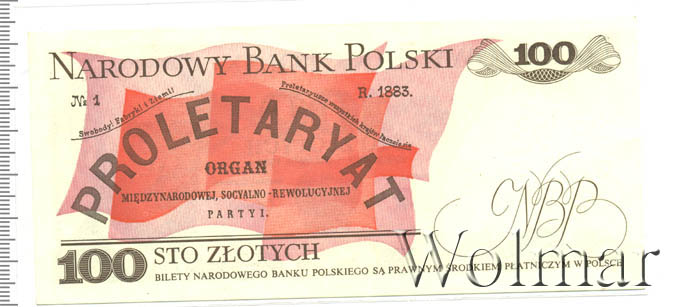 NARODOWY BANK POLSKI
100
№ 1
R. 1883.
Swobody! Fabryk! i Ziemi!
Proletaryusze wszystkich krajów łączcie się
PROLETARYAT
ORGAN
MIĘDZYNARODOWEJ, SOCYALNO-REWOLUCYJNEJ
PARTYI.
NBP
100 STO ZŁOTYCH
BILETY NARODOWEGO BANKU POLSKIEGO SĄ PRAWNYM ŚRODKIEM PŁATNICZYM W POLSCE
Wolmar